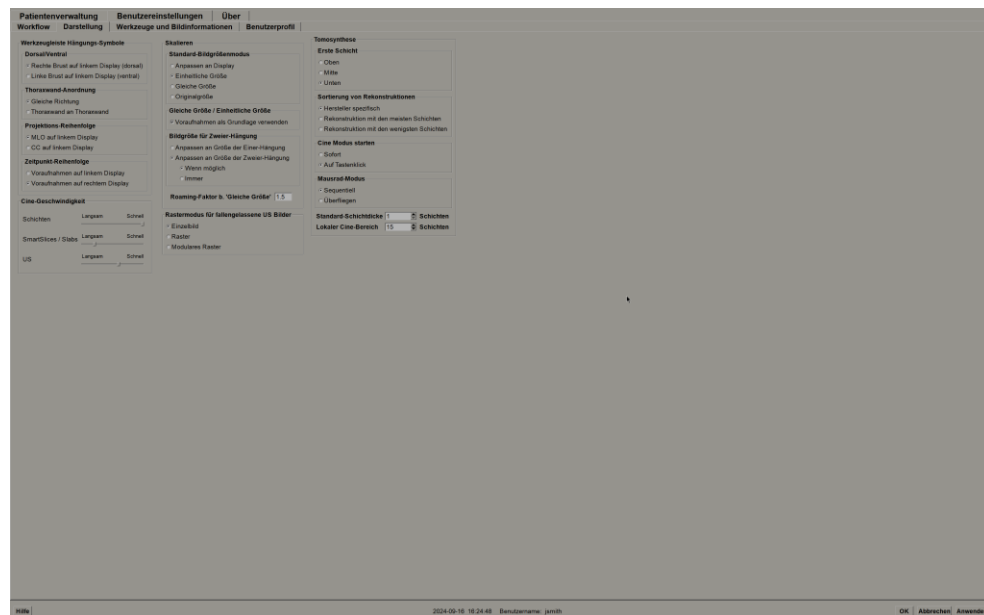 Patientenverwaltung Benutzereinstellungen Über
Workflow Darstellung Werkzeuge und Bildinformationen Benutzerprofil
Werkzeugleiste Hängungs-Symbole
Dorsal/Ventral
Rechte Brust auf linkem Display (dorsal)
Linke Brust auf linkem Display (ventral)
Thoraxwand-Anordnung
Gleiche Richtung
Thoraxwand an Thoraxwand
Projektions-Reihenfolge
MLO auf linkem Display
CC auf linkem Display
Zeitpunkt-Reihenfolge
Voraufnahmen auf linkem Display
Voraufnahmen auf rechtem Display
Cine-Geschwindigkeit
Schichten Langsam Schnell
SmartSlices / Slabs Langsam Schnell
US Langsam Schnell
Skalieren
Standard-Bildgrößenmodus
Anpassen an Display
Einheitliche Größe
Gleiche Größe
Originalgröße
Gleiche Größe / Einheitliche Größe
Voraufnahmen als Grundlage verwenden
Bildgröße für Zweier-Hängung
Anpassen an Größe der Einer-Hängung
Anpassen an Größe der Zweier-Hängung
Wenn möglich
Immer
Roaming-Faktor b. 'Gleiche Größe' 1.5
Rastermodus für fallengelassene US Bilder
Einzelbild
Raster
Modulares Raster
Tomosynthese
Erste Schicht
Oben
Mitte
Unten
Sortierung von Rekonstruktionen
Hersteller spezifisch
Rekonstruktion mit den meisten Schichten
Rekonstruktion mit den wenigsten Schichten
Cine Modus starten
Sofort
Auf Tastenklick
Mausrad-Modus
Sequentiell
Überfliegen
Standard-Schichtdicke 1 Schichten
Lokaler Cine-Bereich 15 Schichten
Hilfe 2024-09-16 16:24:48 Benutzername: jsmith OK Abbrechen Anwende